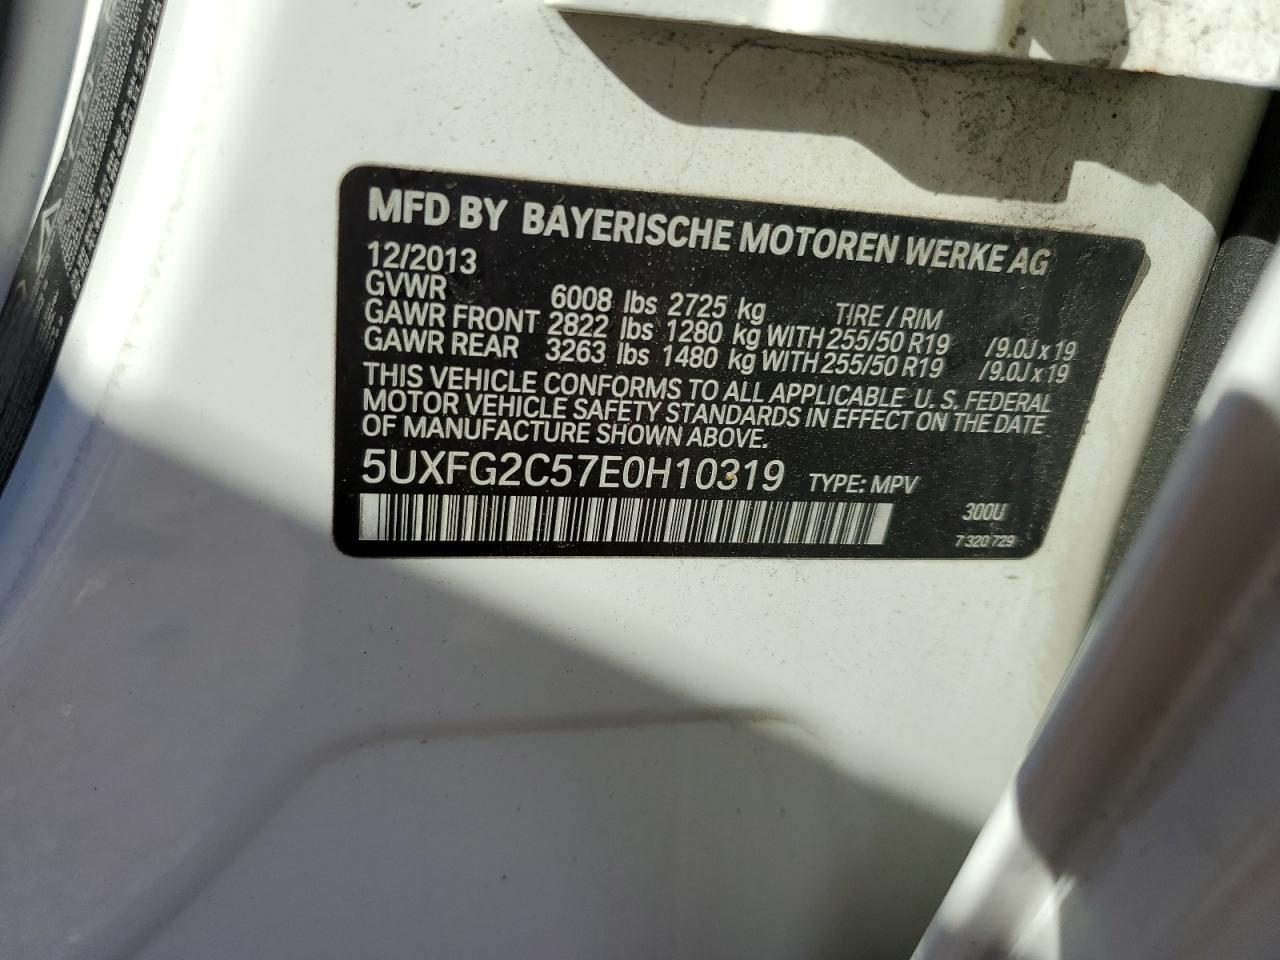 MFD BY BAYERISCHE MOTOREN WERKE AG
12/2013
GVWR 6008 lbs 2725 kg TIRE / RIM
GAWR FRONT 2822 lbs 1280 kg WITH 255/50 R19 /9.0J x 19
GAWR REAR 3263 lbs 1480 kg WITH 255/50 R19 /9.0J x 19
THIS VEHICLE CONFORMS TO ALL APPLICABLE U. S. FEDERAL
MOTOR VEHICLE SAFETY STANDARDS IN EFFECT ON THE DATE
OF MANUFACTURE SHOWN ABOVE.
5UXFG2C57E0H10319 TYPE: MPV
300U
7 320 729